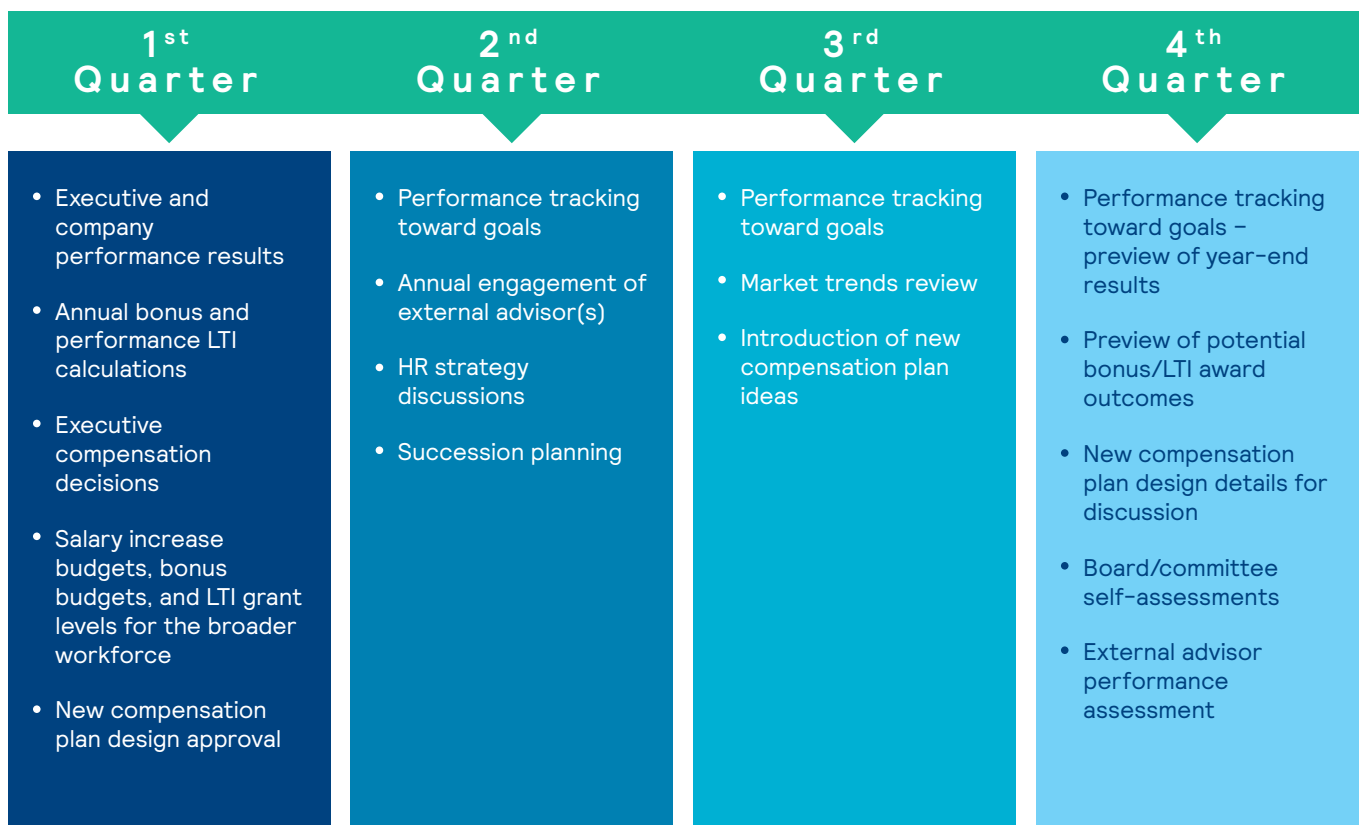 1st
Quarter
2nd
Quarter
3rd
Quarter
4th
Quarter
• Executive and
company
performance results
• Annual bonus and
performance LTI
calculations
• Executive
compensation
decisions
• Salary increase
budgets, bonus
budgets, and LTI grant
levels for the broader
workforce
• New compensation
plan design approval
• Performance tracking
toward goals
• Annual engagement of
external advisor(s)
• HR strategy
discussions
• Succession planning
• Performance tracking
toward goals
• Market trends review
• Introduction of new
compensation plan
ideas
• Performance tracking
toward goals –
preview of year-end
results
• Preview of potential
bonus/LTI award
outcomes
• New compensation
plan design details for
discussion
• Board/committee
self-assessments
• External advisor
performance
assessment